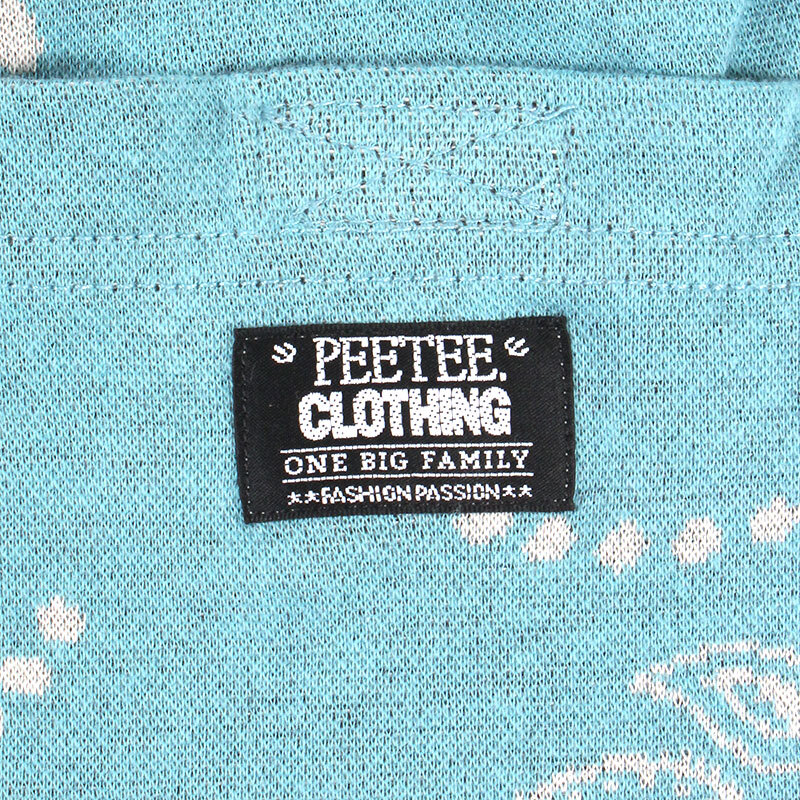 PEETEE.
CLOTHING
ONE BIG FAMILY
**FASHION PASSION**